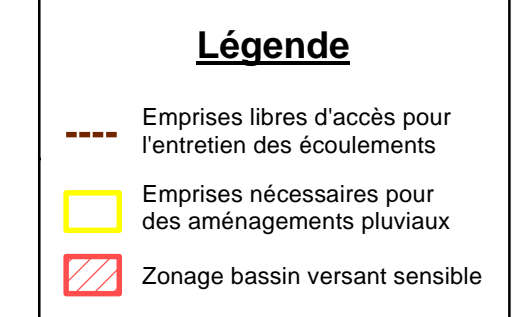 Légende
Emprises libres d'accès pour
l'entretien des écoulements
Emprises nécessaires pour
des aménagements pluviaux
Zonage bassin versant sensible